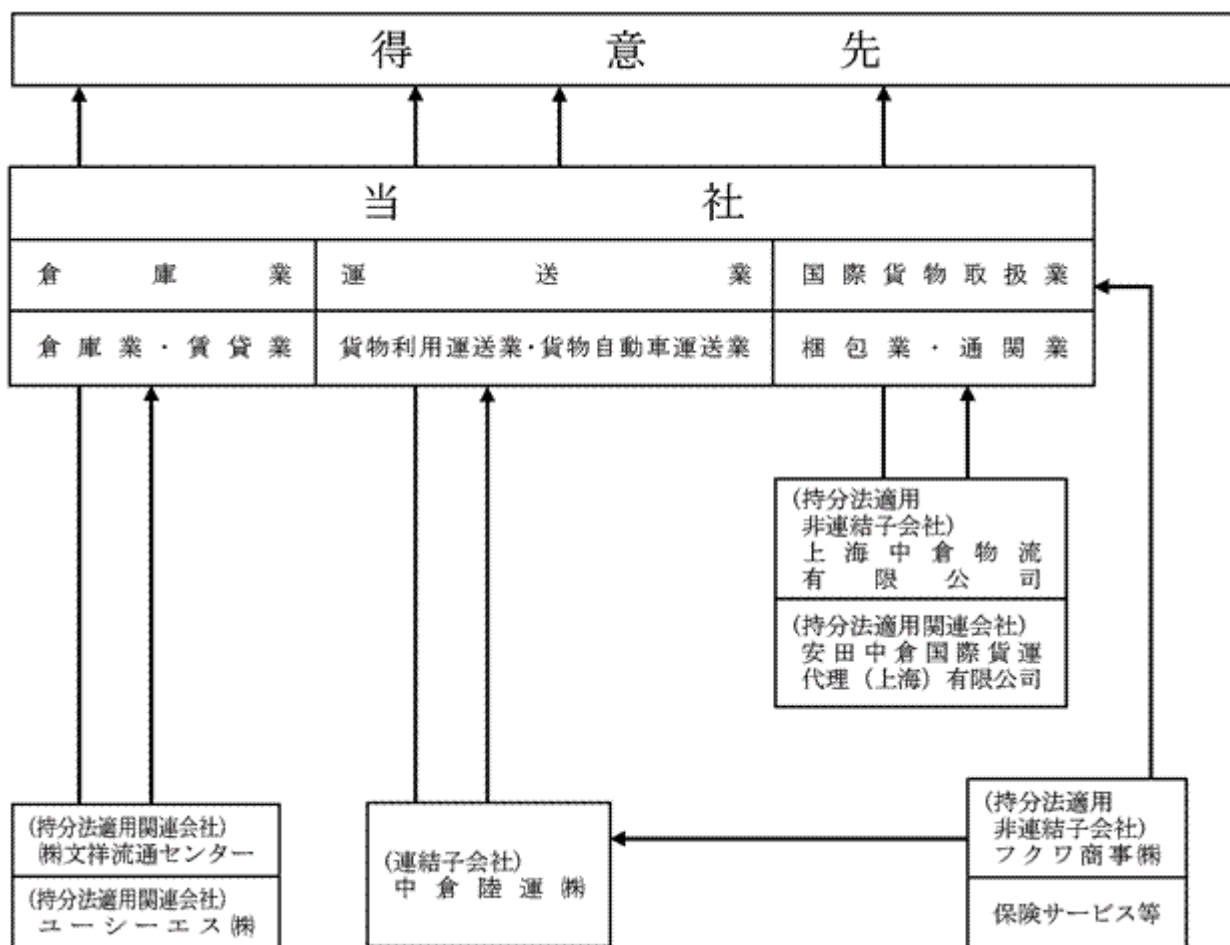 得意先
当社
倉庫業
運送業
国際貨物取扱業
倉庫業・賃貸業
貨物利用運送業・貨物自動車運送業
梱包業・通関業
(持分法適用
非連結子会社)
上海中倉物流
有限公司
(持分法適用関連会社)
安田中倉国際貨運
代理(上海)有限公司
(持分法適用関連会社)
㈱文祥流通センター
(持分法適用関連会社)
ユーシーエス㈱
(連結子会社)
中倉陸運㈱
(持分法適用
非連結子会社)
フクワ商事㈱
保険サービス等